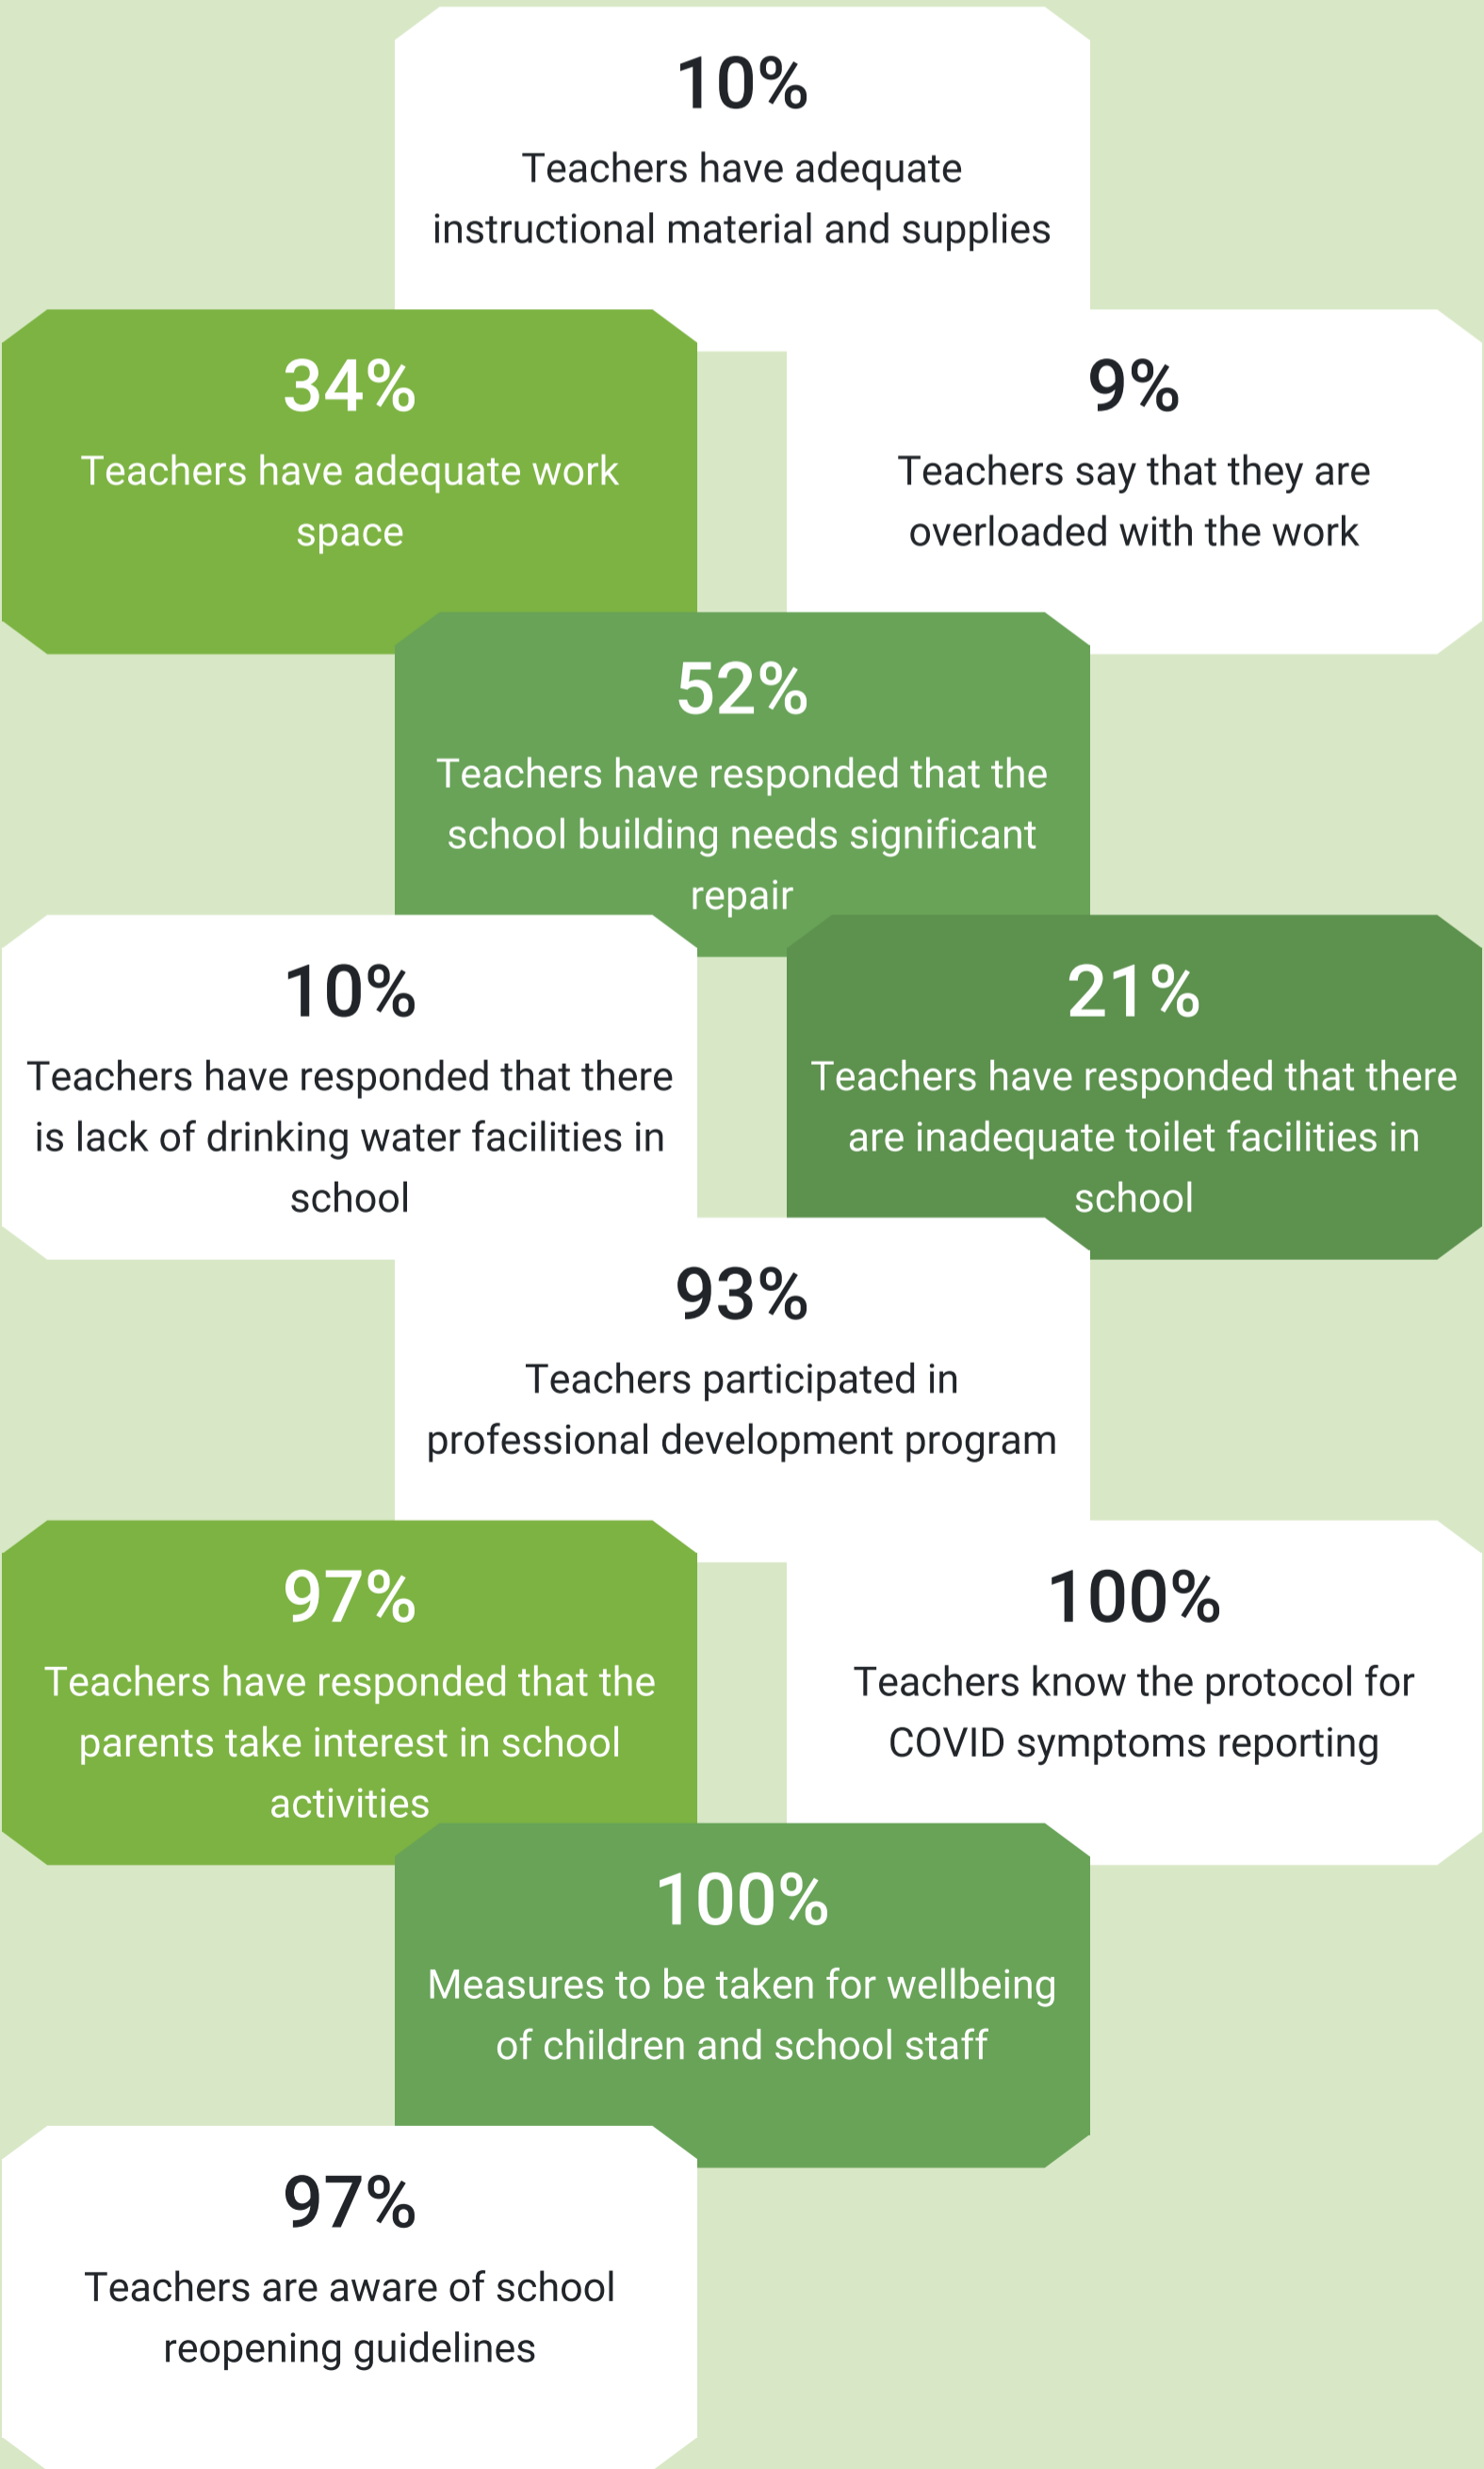 10%
Teachers have adequate
instructional material and supplies
34%
Teachers have adequate work
space
9%
Teachers say that they are
overloaded with the work
52%
Teachers have responded that the
school building needs significant
repair
10%
Teachers have responded that there
is lack of drinking water facilities in
school
21%
Teachers have responded that there
are inadequate toilet facilities in
school
93%
Teachers participated in
professional development program
97%
Teachers have responded that the
parents take interest in school
activities
100%
Teachers know the protocol for
COVID symptoms reporting
100%
Measures to be taken for wellbeing
of children and school staff
97%
Teachers are aware of school
reopening guidelines